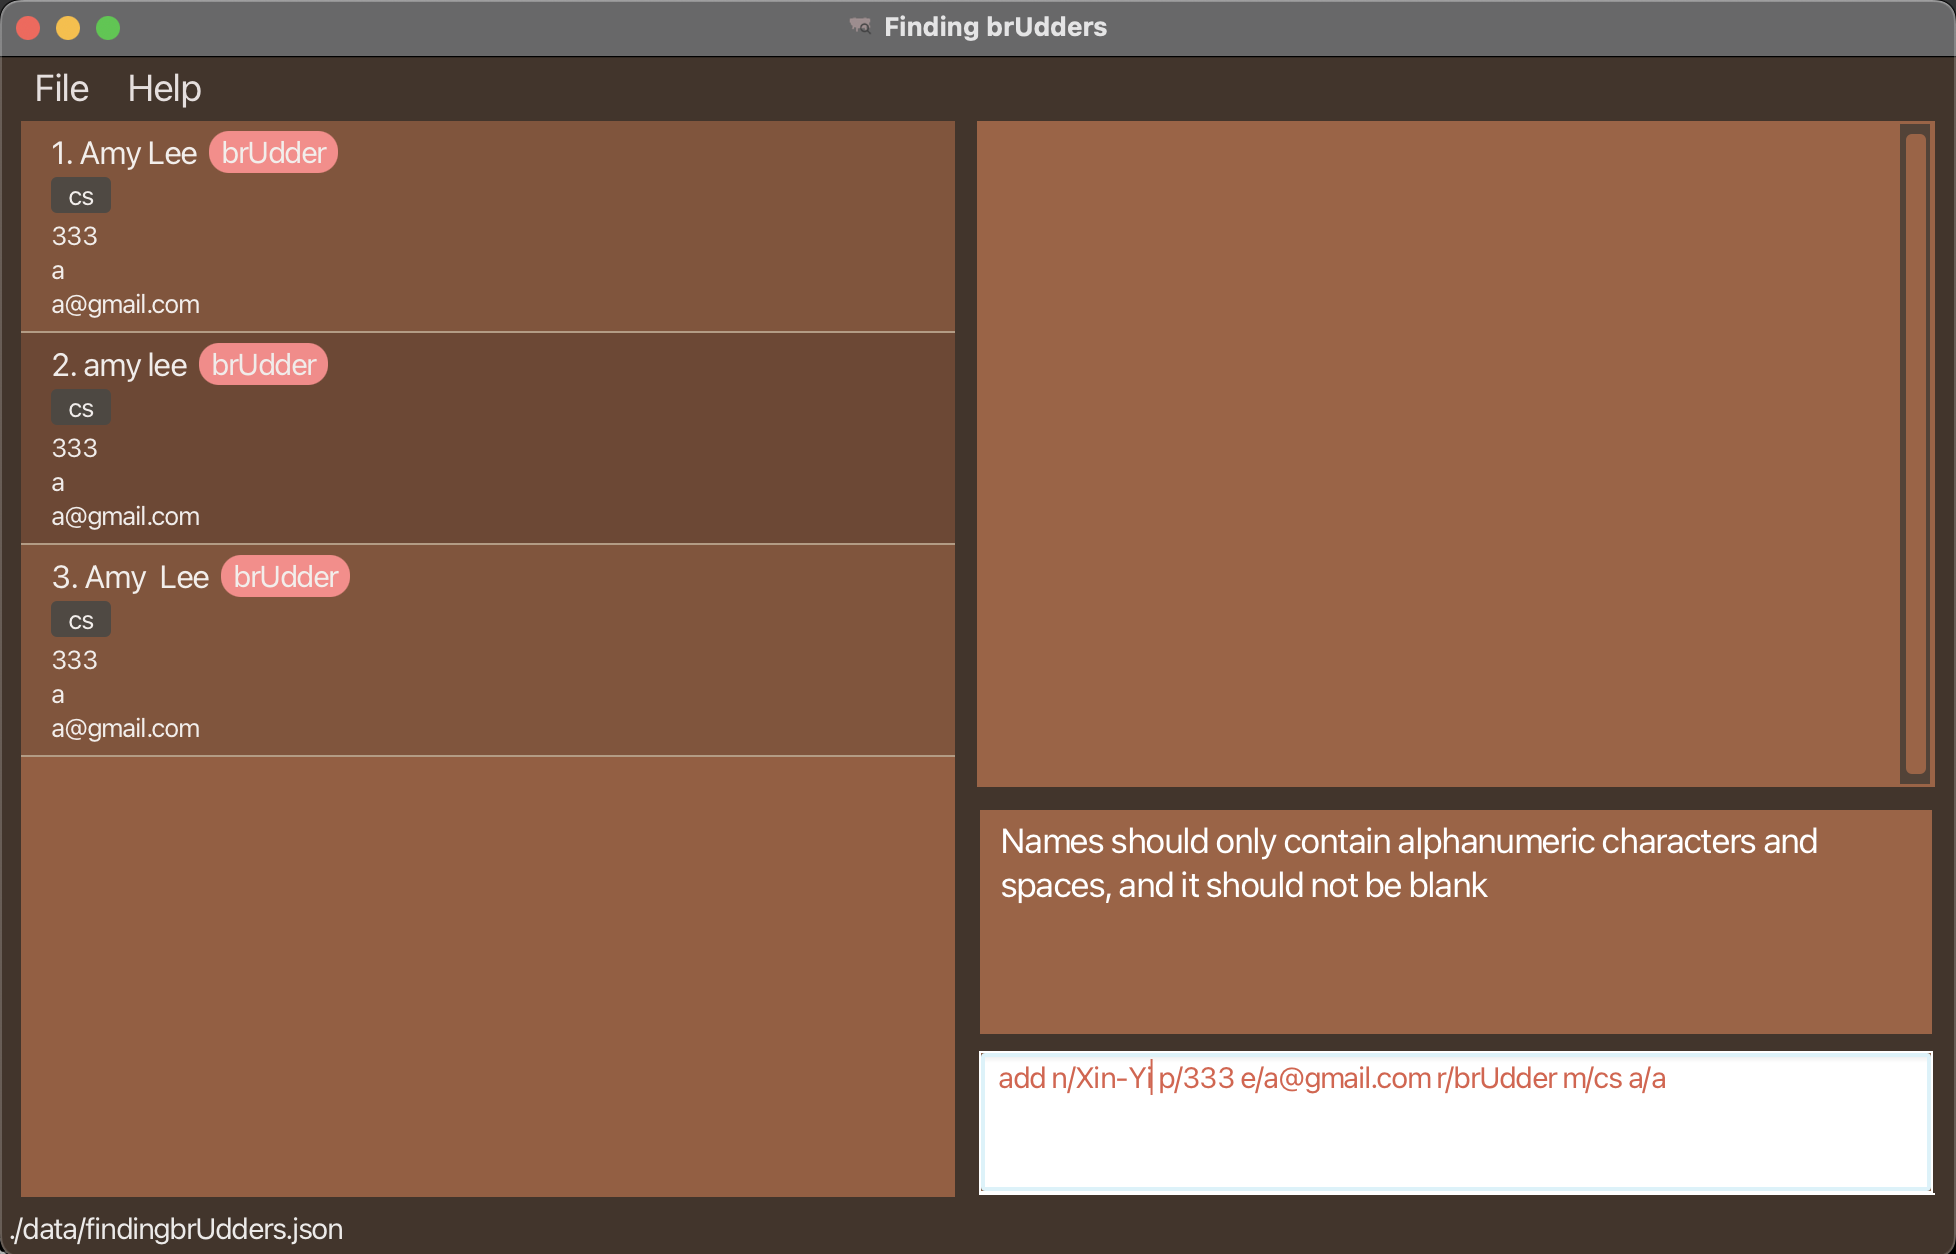 Finding brUdders
File Help
1. Amy Lee brUdder
cs
333
a
a@gmail.com
2. amy lee brUdder
cs
333
a
a@gmail.com
3. Amy  Lee brUdder
cs
333
a
a@gmail.com
Names should only contain alphanumeric characters and
spaces, and it should not be blank
add n/Xin-Yi p/333 e/a@gmail.com r/brUdder m/cs a/a
./data/findingbrUdders.json